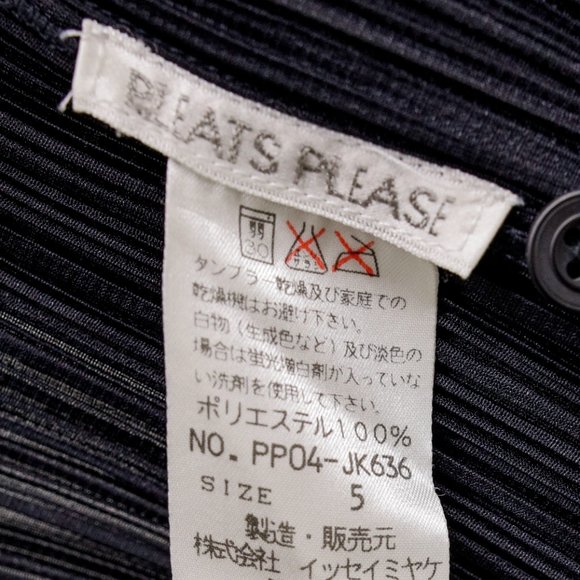 PLEATS PLEASE
30
タンブラー乾燥及び家庭での
乾燥機はお避け下さい。
白物（生成色など）及び淡色の
場合は蛍光増白剤が入っていな
い洗剤を使用して下さい。
ポリエステル100%
NO. PP04-JK636
SIZE 5
製造・販売元
株式会社 イッセイミヤケ